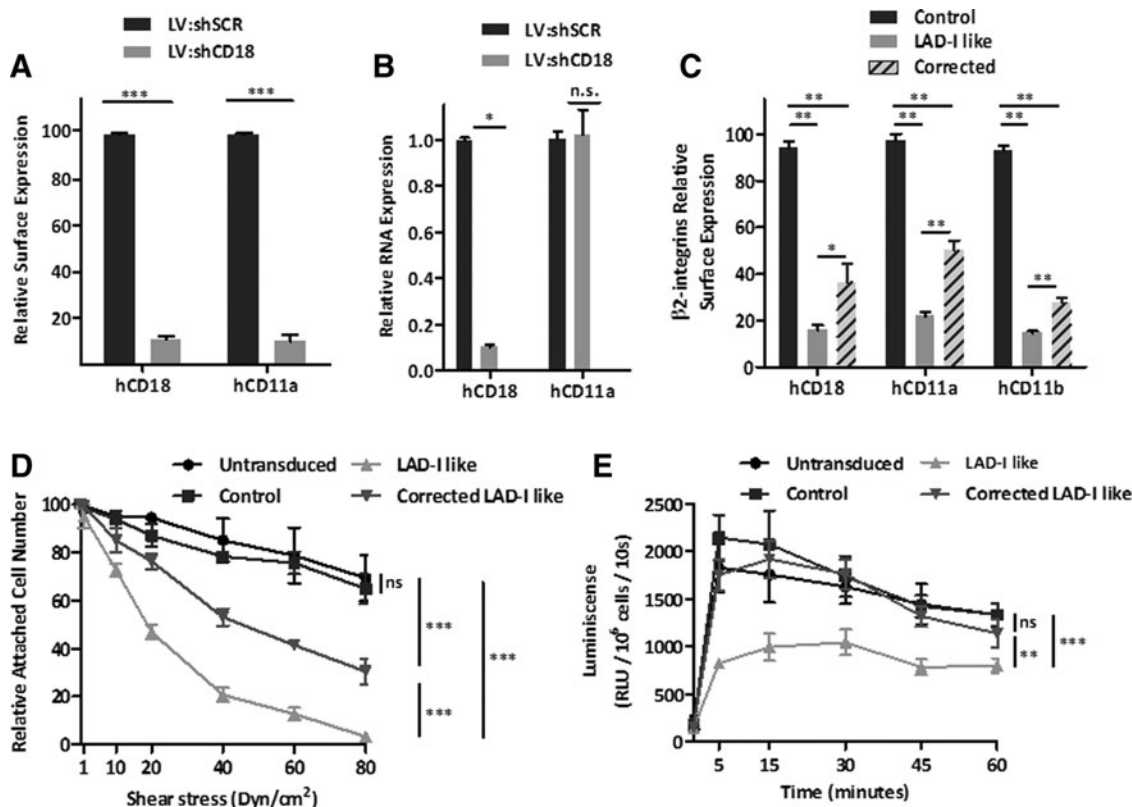 A
LV:shSCR
LV:shCD18
***
***
Relative Surface Expression
100
80
60
40
20
hCD18
hCD11a
B
LV:shSCR
LV:shCD18
*
n.s.
Relative RNA Expression
1.0
0.8
0.6
0.4
0.2
0.0
hCD18
hCD11a
C
Control
LAD-I like
Corrected
**
**
**
**
**
**
*
**
**
β2-integrins Relative
Surface Expression
100
80
60
40
20
0
hCD18
hCD11a
hCD11b
D
Untransduced
LAD-I like
Control
Corrected LAD-I like
Relative Attached Cell Number
100
80
60
40
20
0
ns
***
***
***
1
10
20
40
60
80
Shear stress (Dyn/cm²)
E
Untransduced
LAD-I like
Control
Corrected LAD-I like
Luminiscense
(RLU / 10⁶ cells / 10s)
2500
2000
1500
1000
500
0
ns
**
***
5
15
30
45
60
Time (minutes)